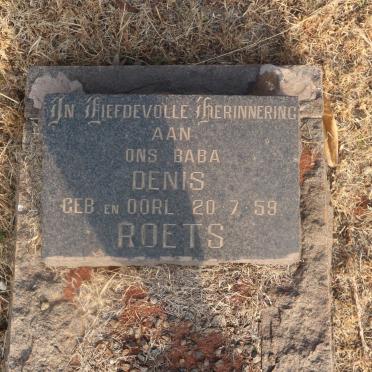 In Liefdevolle Herinnering
AAN
ONS BABA
DENIS
GEB EN OORL 20 7 59
ROETS